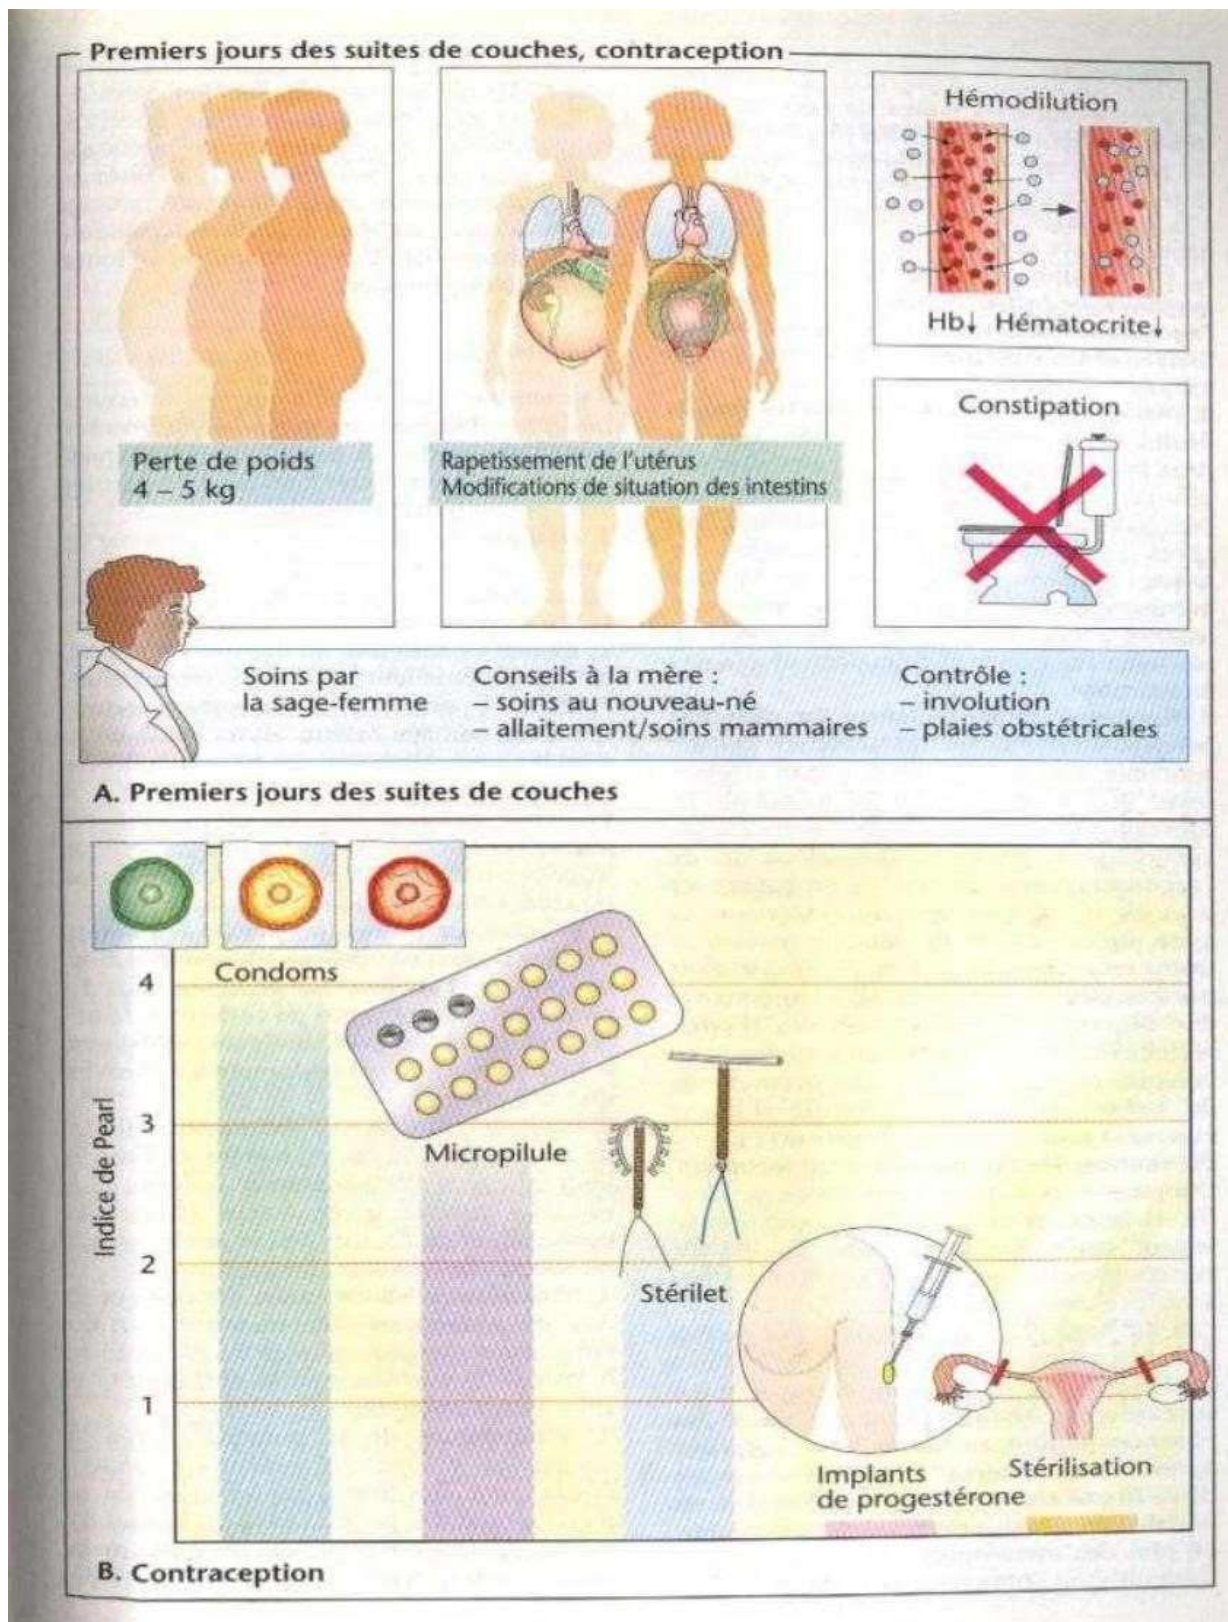 Premiers jours des suites de couches, contraception
Hémodilution
Hb↓ Hématocrite↓
Constipation
Perte de poids
4 – 5 kg
Rapetissement de l'utérus
Modifications de situation des intestins
Soins par
la sage-femme
Conseils à la mère :
– soins au nouveau-né
– allaitement/soins mammaires
Contrôle :
– involution
– plaies obstétricales
A. Premiers jours des suites de couches
Condoms
4
Micropilule
3
Indice de Pearl
2
Stérilet
1
Implants
de progestérone
Stérilisation
B. Contraception